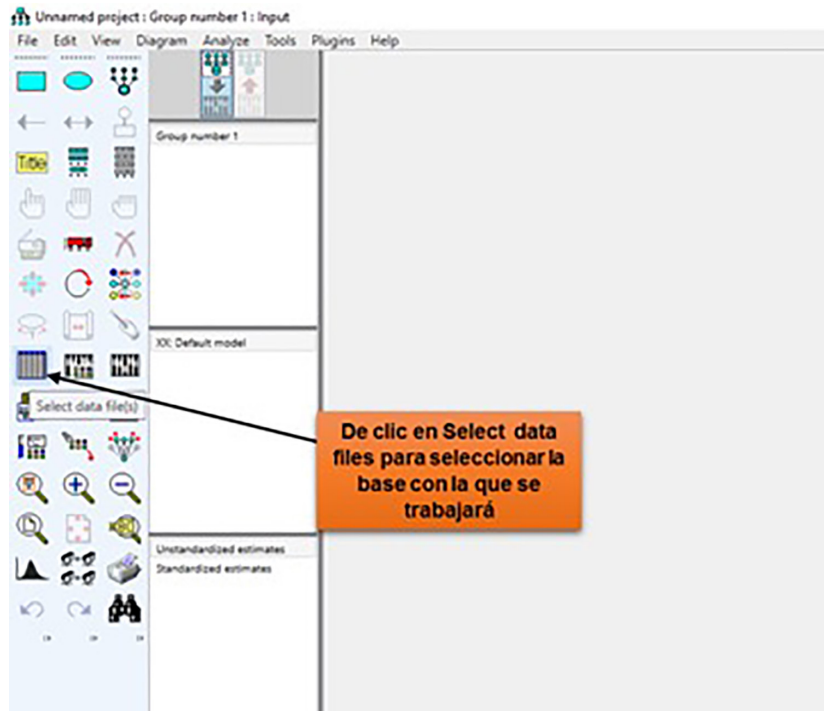 Unnamed project : Group number 1 : Input
File Edit View Diagram Analyze Tools Plugins Help
Group number 1
Title
XX: Default model
Select data file(s)
De clic en Select data
files para seleccionar la
base con la que se
trabajará
Unstandardized estimates
Standardized estimates